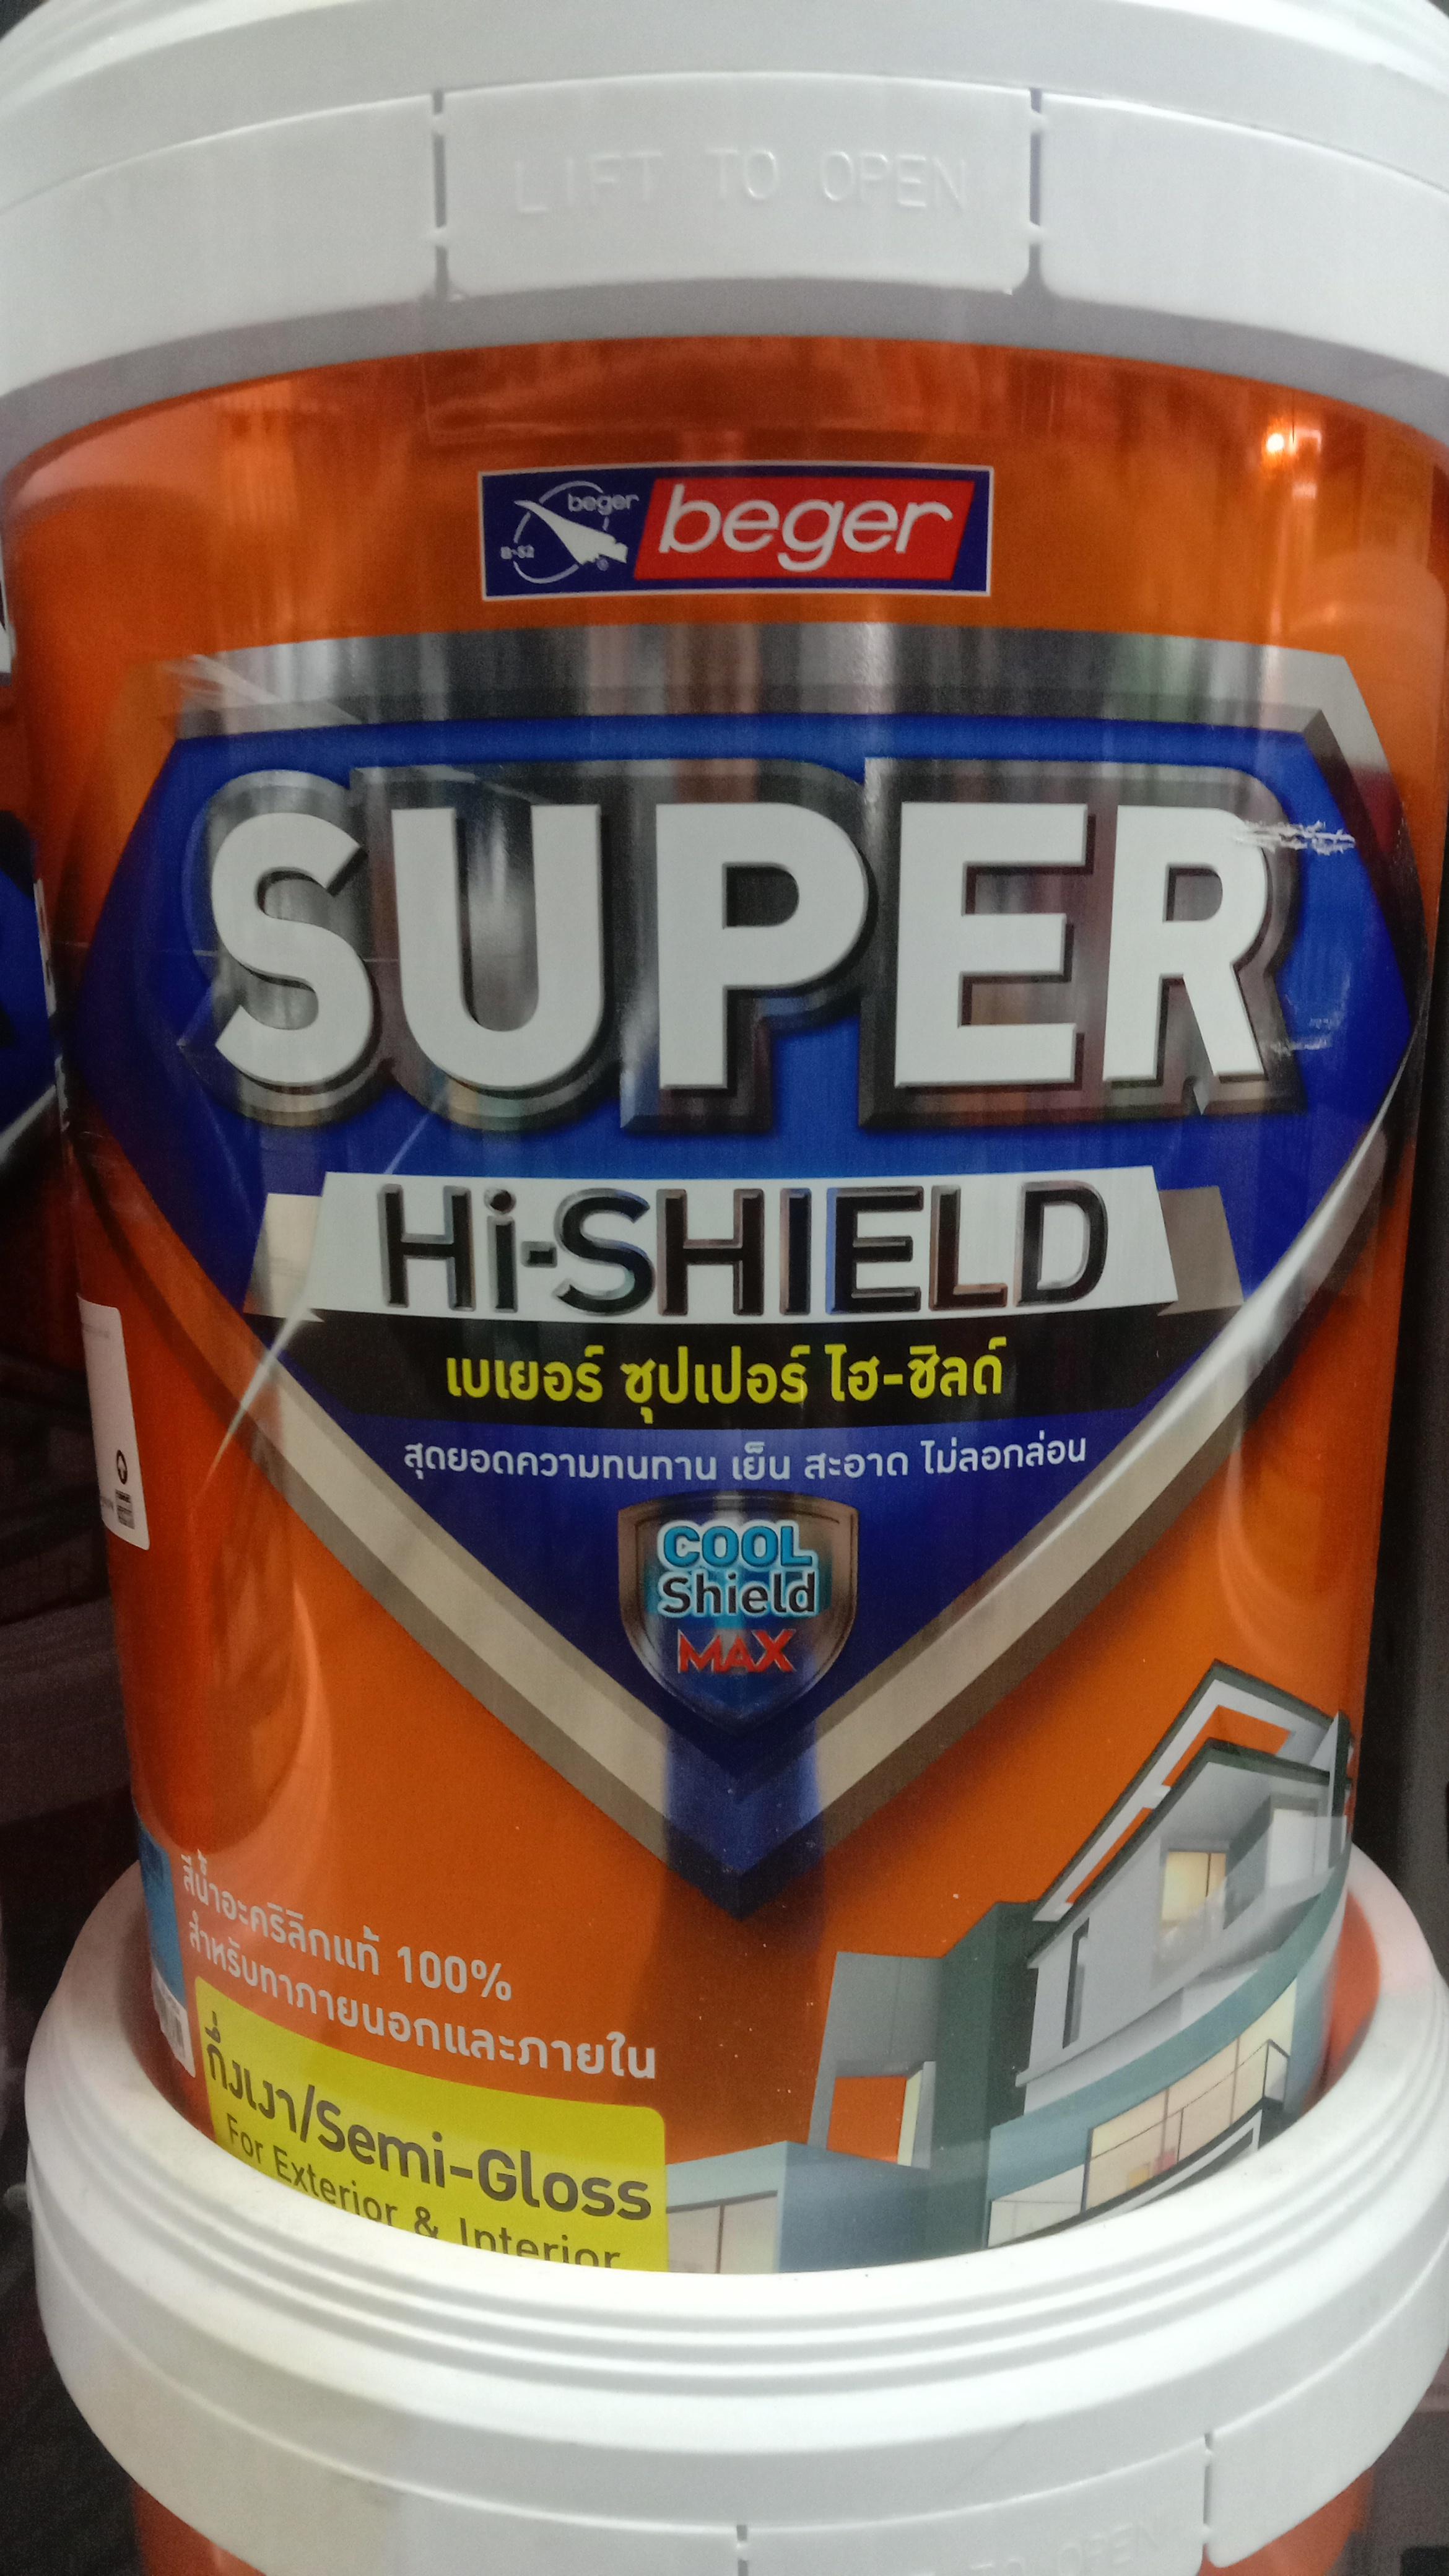 LIFT TO OPEN
beger
B-52
®
beger
SUPER
Hi-SHIELD
เบเยอร์ ซุปเปอร์ ไฮ-ชิลด์
สุดยอดความทนทาน เย็น สะอาด ไม่ลอกล่อน
COOL
Shield
MAX
สีน้ำอะคริลิกแท้ 100%
สำหรับทาภายนอกและภายใน
กึ่งเงา/Semi-Gloss
For Exterior & Interior
TO OPEN